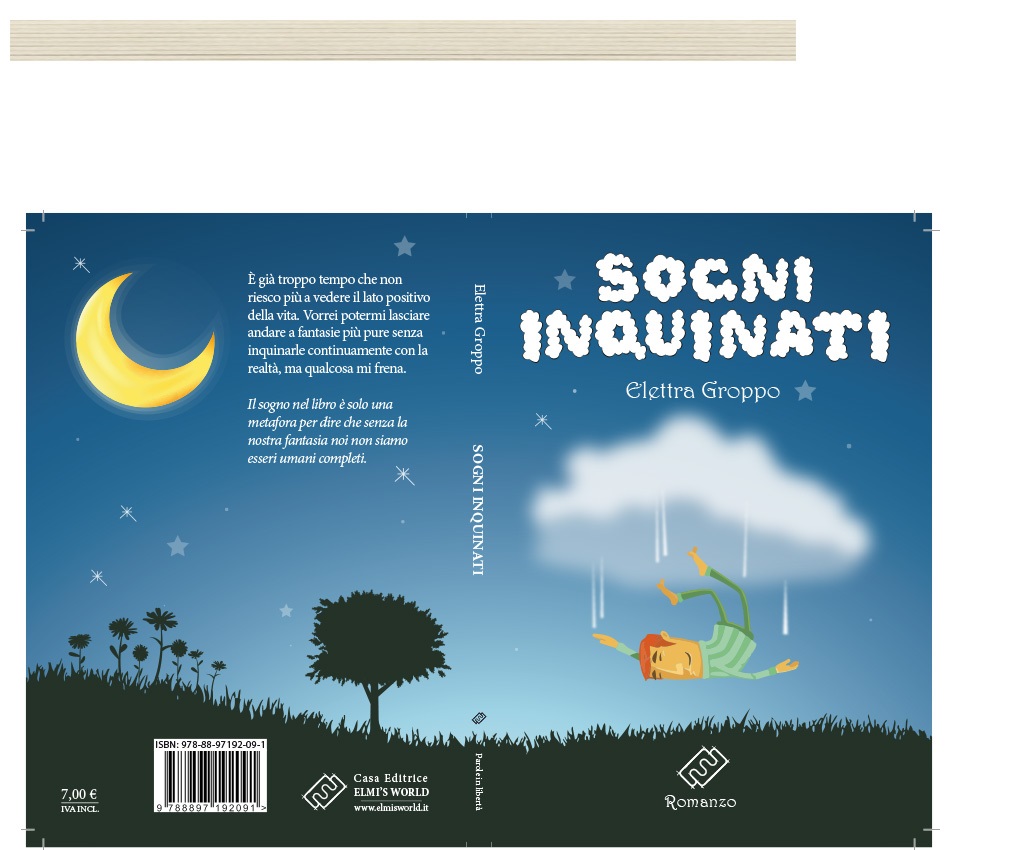 È già troppo tempo che non
riesco più a vedere il lato positivo
della vita. Vorrei potermi lasciare
andare a fantasie più pure senza
inquinarle continuamente con la
realtà, ma qualcosa mi frena.
Il sogno nel libro è solo una
metafora per dire che senza la
nostra fantasia noi non siamo
esseri umani completi.
7,00 €
IVA INCL.
ISBN: 978-88-97192-09-1
9 788897 192091 >
Casa Editrice
ELMI'S WORLD
www.elmisworld.it
Elettra Groppo
SOGNI INQUINATI
Parole in libertà
SOGNI
INQUINATI
Elettra Groppo
Romanzo